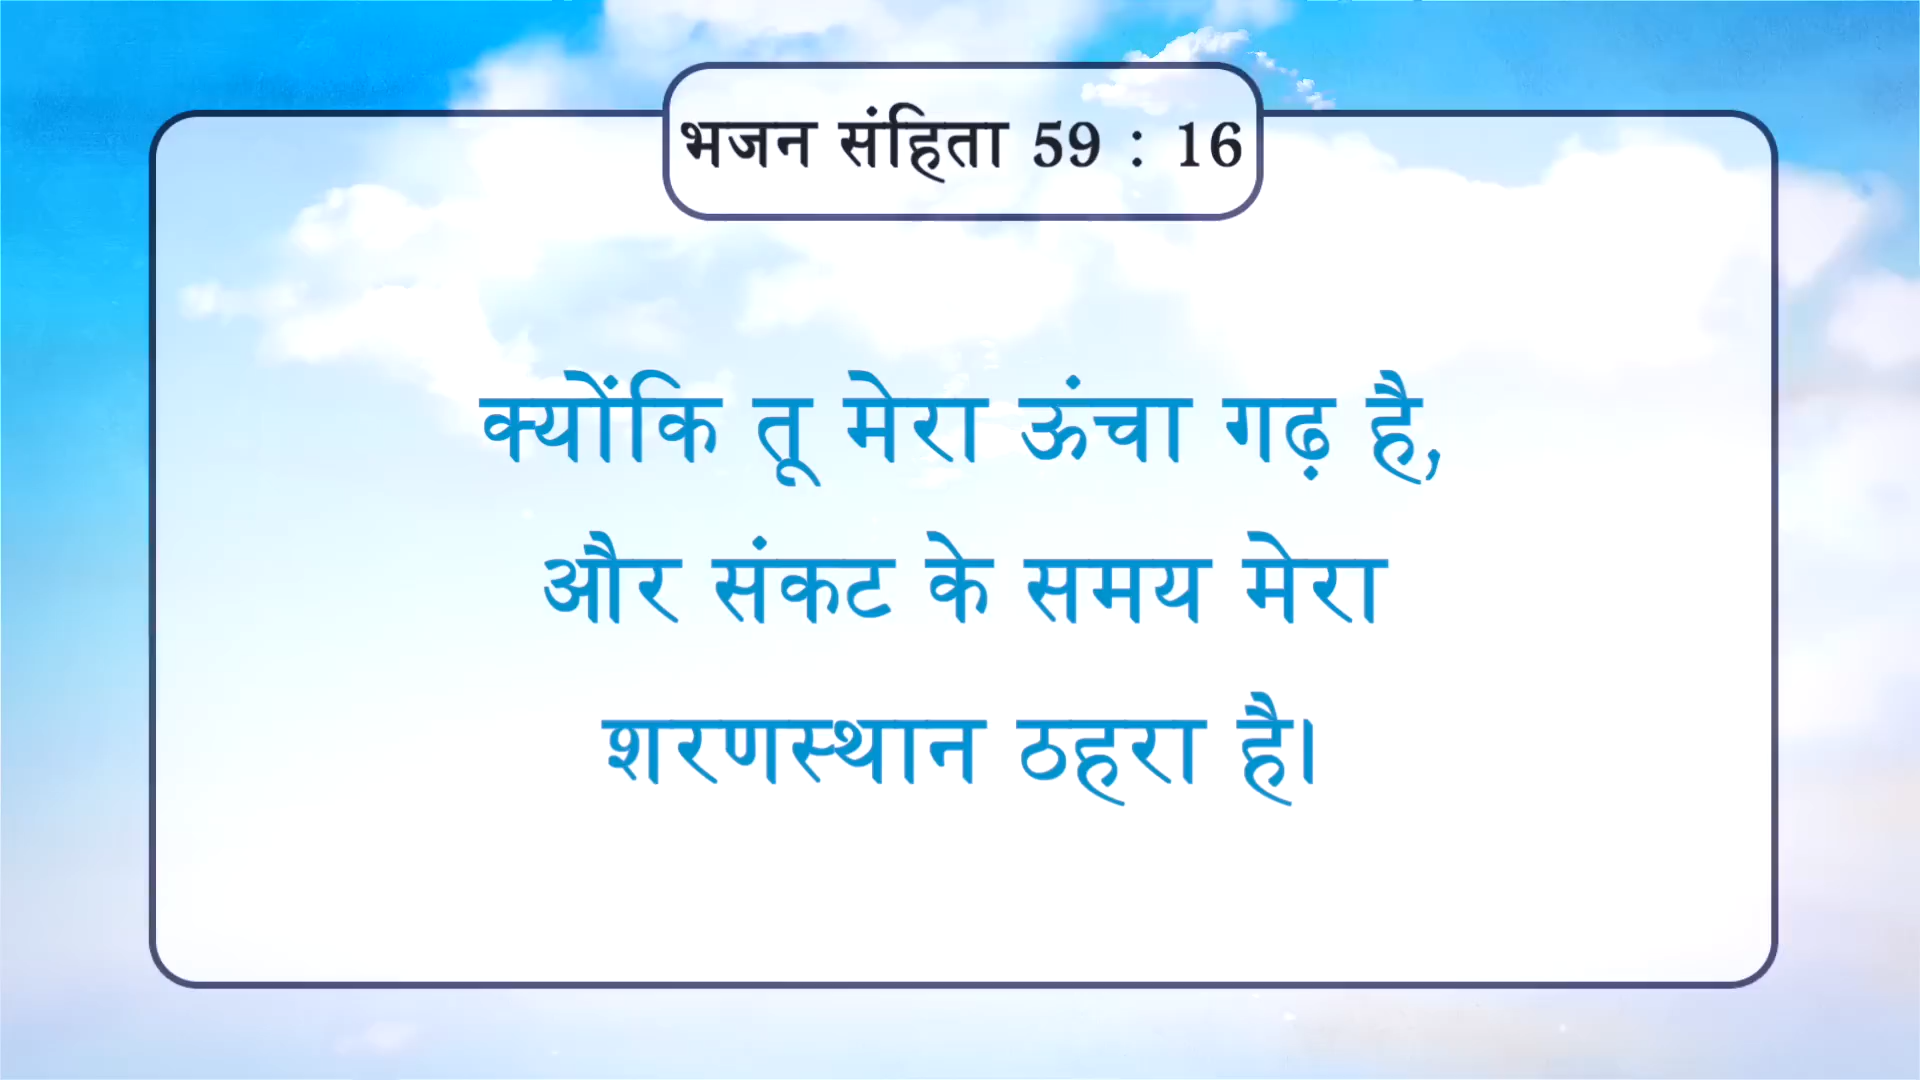 भजन संहिता 59 : 16
क्योंकि तू मेरा ऊंचा गढ़ है,
और संकट के समय मेरा
शरणस्थान ठहरा है।